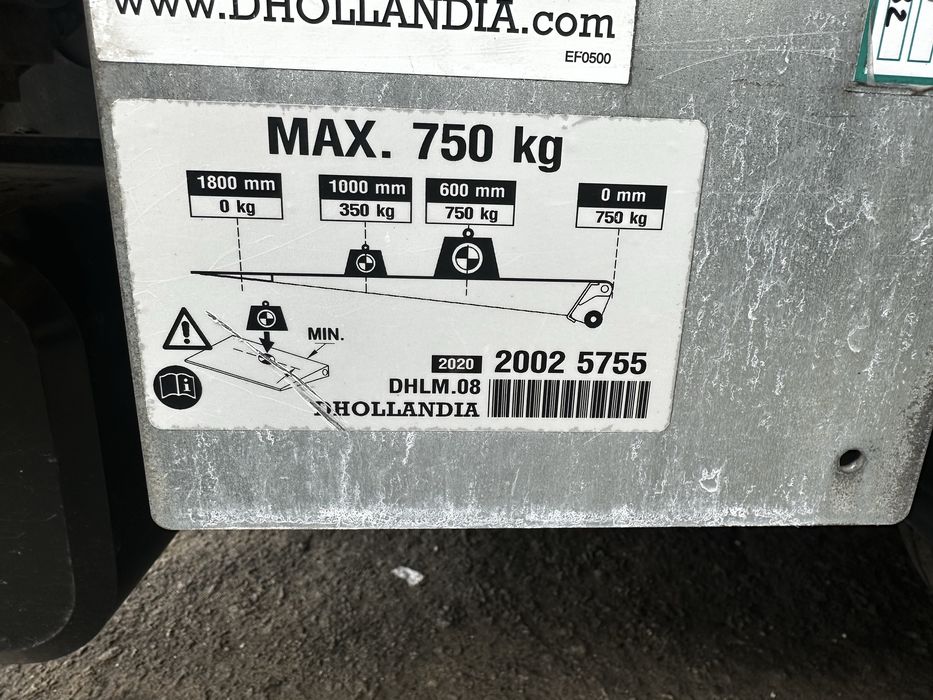 www.DHOLLANDIA.com
EF0500
MAX. 750 kg
1800 mm
0 kg
1000 mm
350 kg
600 mm
750 kg
0 mm
750 kg
MIN.
2020 2002 5755
DHLM.08
DHOLLANDIA